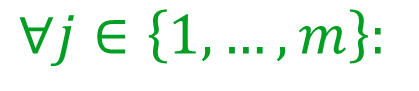 ∀𝑗 ∈ {1, … , 𝑚}: